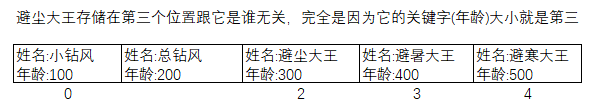 避尘大王存储在第三个位置跟它是谁无关，完全是因为它的关键字(年龄)大小就是第三
姓名:小钻风 姓名:总钻风 姓名:避尘大王 姓名:避暑大王 姓名:避寒大王
年龄:100 年龄:200 年龄:300 年龄:400 年龄:500
0 2 3 4